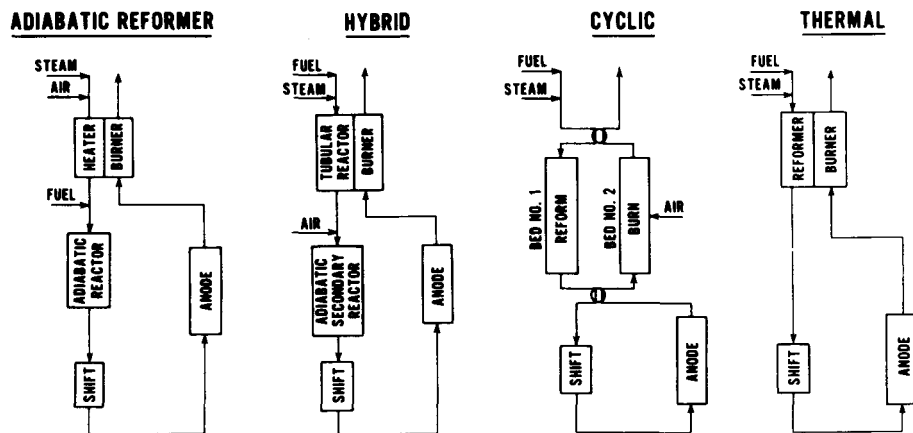 ADIABATIC REFORMER
STEAM
AIR
HEATER
BURNER
FUEL
ADIABATIC
REACTOR
SHIFT
ANODE
HYBRID
FUEL
STEAM
TUBULAR
REACTOR
BURNER
AIR
ADIABATIC
SECONDARY
REACTOR
SHIFT
ANODE
CYCLIC
FUEL
STEAM
BED NO. 1
REFORM
BED NO. 2
BURN
AIR
SHIFT
ANODE
THERMAL
FUEL
STEAM
REFORMER
BURNER
SHIFT
ANODE